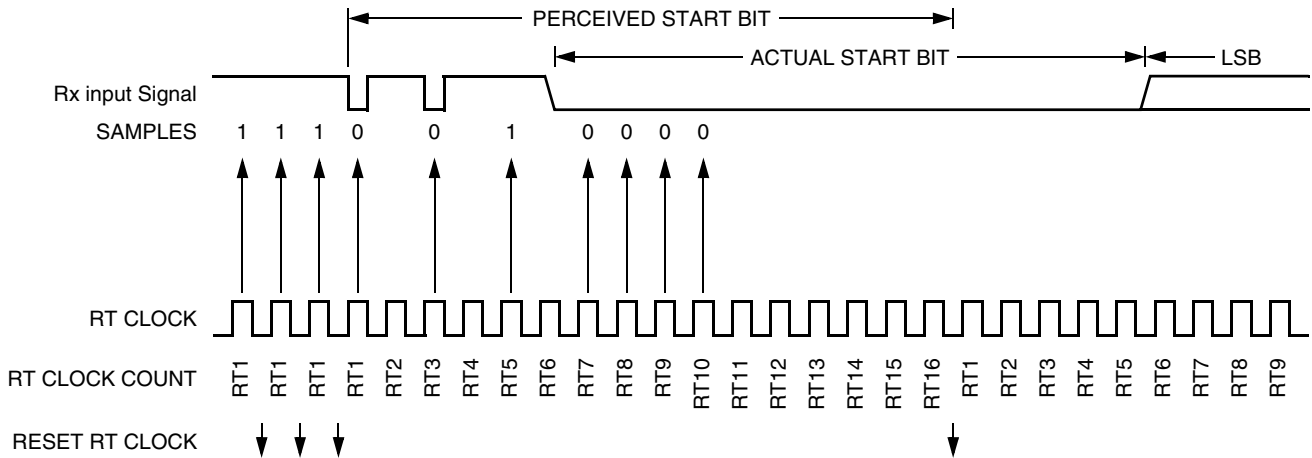 PERCEIVED START BIT
ACTUAL START BIT
LSB
Rx input Signal
SAMPLES 1 1 1 0 0 1 0 0 0 0
RT CLOCK
RT CLOCK COUNT RT1 RT1 RT1 RT1 RT2 RT3 RT4 RT5 RT6 RT7 RT8 RT9 RT10 RT11 RT12 RT13 RT14 RT15 RT16 RT1 RT2 RT3 RT4 RT5 RT6 RT7 RT8 RT9
RESET RT CLOCK